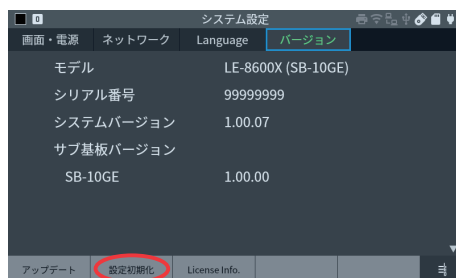 0 システム設定
画面・電源 ネットワーク Language バージョン
モデル LE-8600X (SB-10GE)
シリアル番号 99999999
システムバージョン 1.00.07
サブ基板バージョン
SB-10GE 1.00.00
アップデート 設定初期化 License Info.